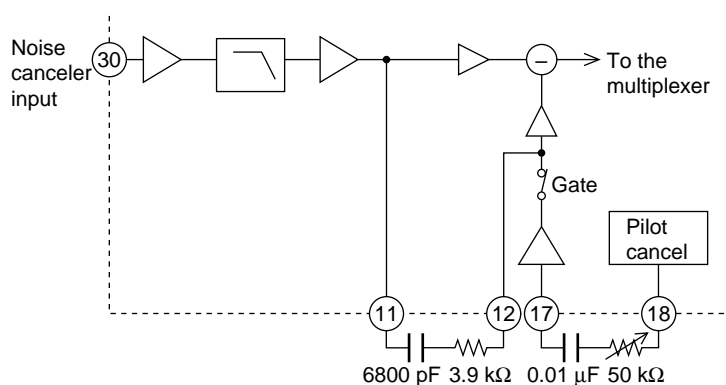 Noise
canceler
input
30
−
To the
multiplexer
Gate
Pilot
cancel
11
12
17
18
6800 pF 3.9 kΩ 0.01 μF 50 kΩ